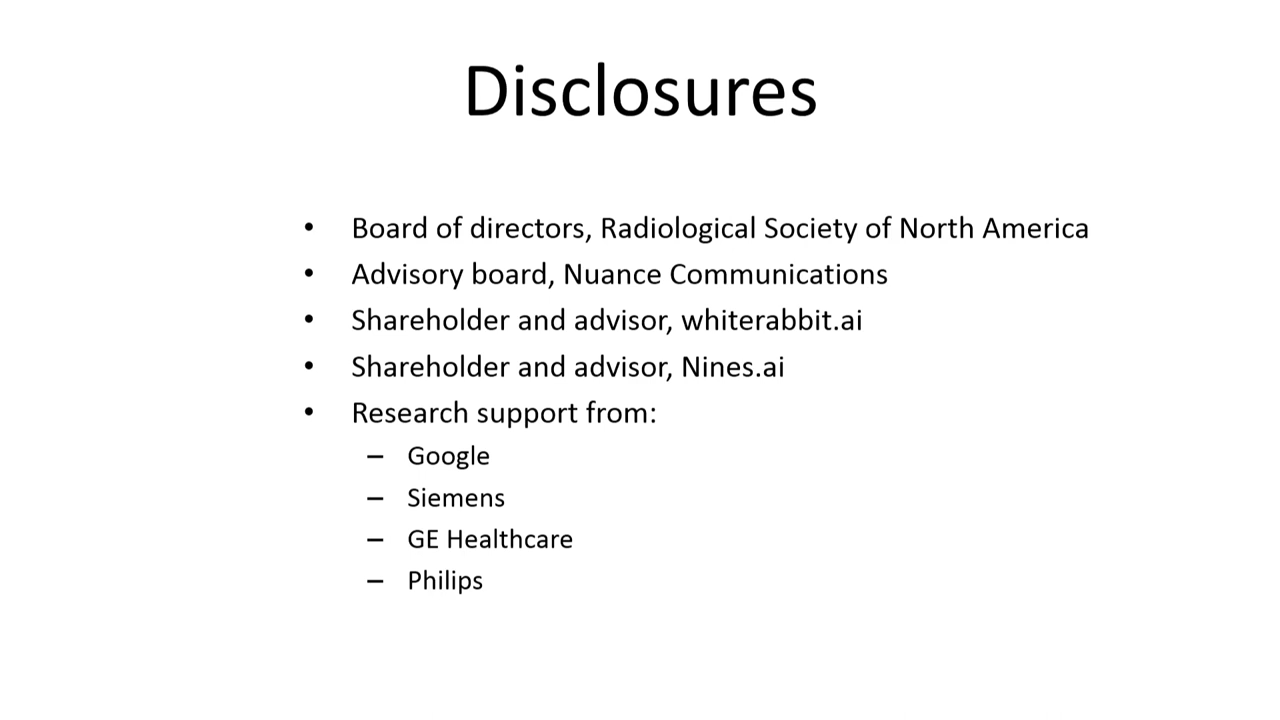 Disclosures
• Board of directors, Radiological Society of North America
• Advisory board, Nuance Communications
• Shareholder and advisor, whiterabbit.ai
• Shareholder and advisor, Nines.ai
• Research support from:
– Google
– Siemens
– GE Healthcare
– Philips